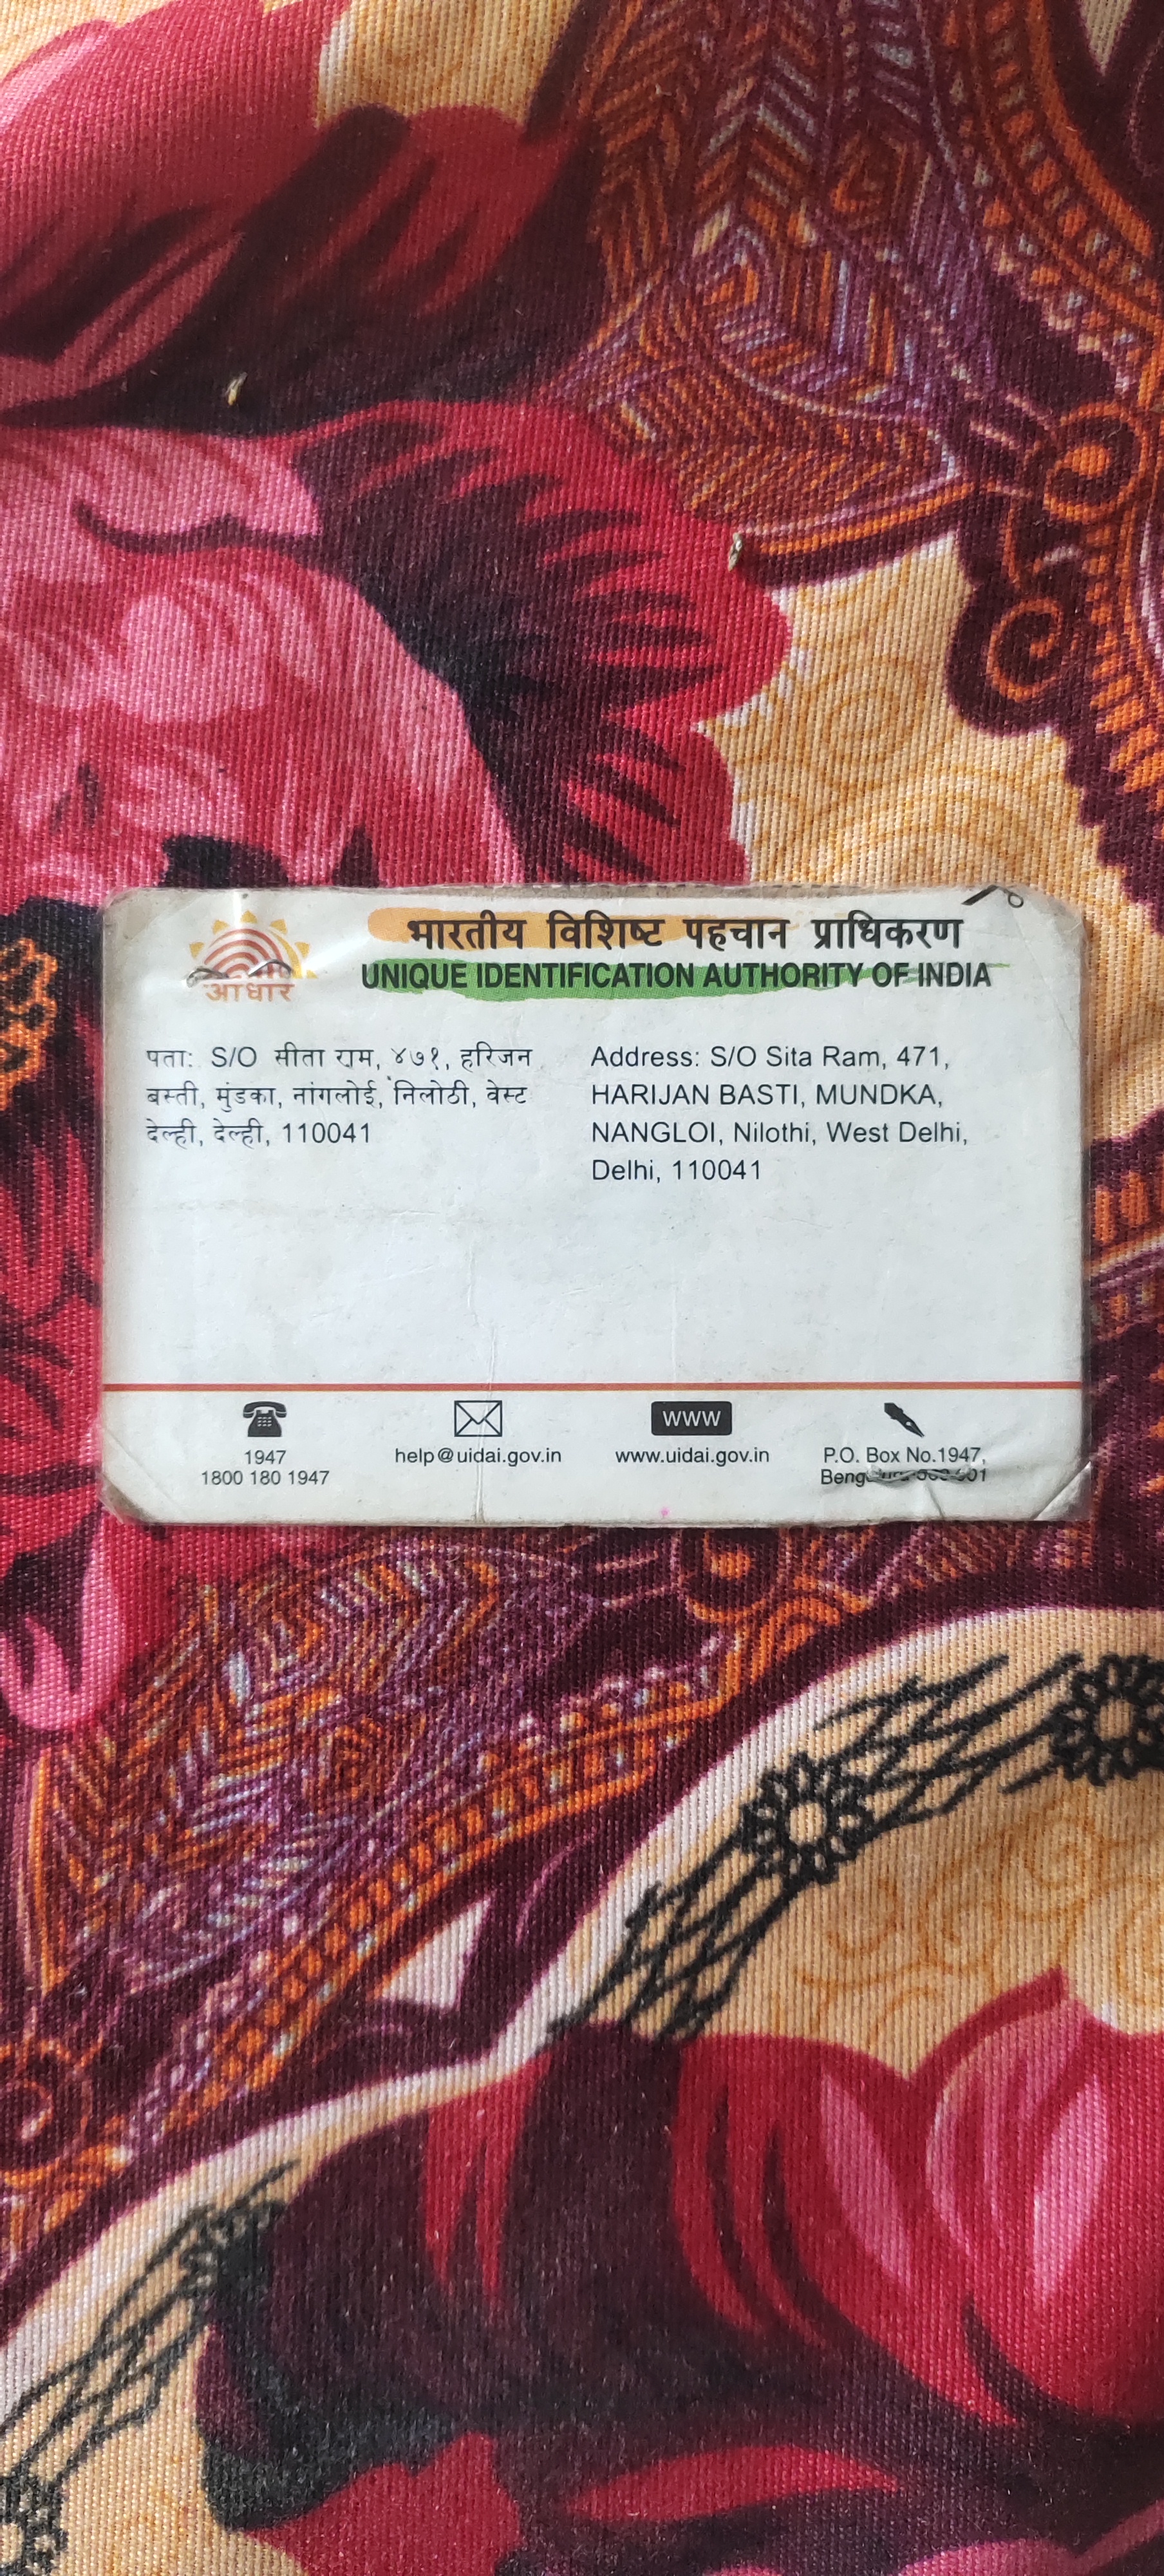 भारतीय विशिष्ट पहचान प्राधिकरण
UNIQUE IDENTIFICATION AUTHORITY OF INDIA
आधार
पता: S/O सीता राम, ४७१, हरिजन
बस्ती, मुंडका, नांगलोई, निलोठी, वेस्ट
देल्ही, देल्ही, 110041
Address: S/O Sita Ram, 471,
HARIJAN BASTI, MUNDKA,
NANGLOI, Nilothi, West Delhi,
Delhi, 110041
1947
1800 180 1947
help@uidai.gov.in
www
www.uidai.gov.in
P.O. Box No.1947,